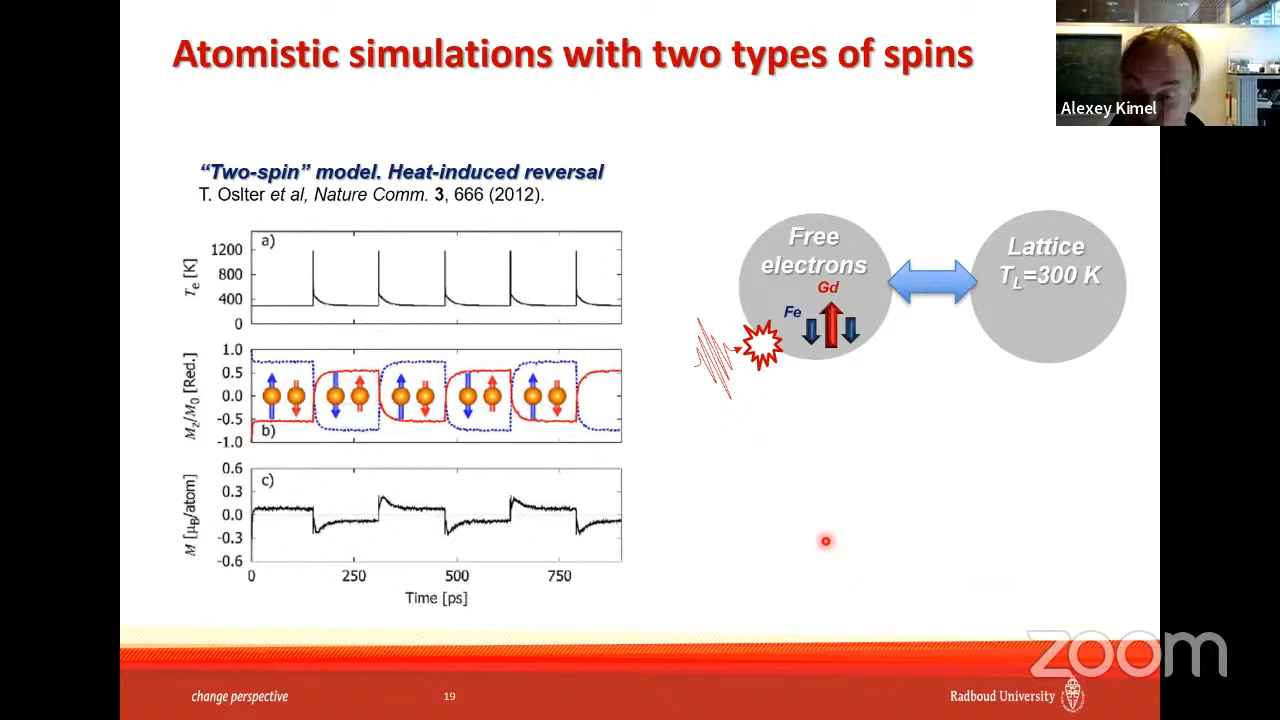 Atomistic simulations with two types of spins
Alexey Kimel
“Two-spin” model. Heat-induced reversal
T. Oslter et al, Nature Comm. 3, 666 (2012).
a)
1200
800
400
0
Te [K]
1.0
0.5
0.0
-0.5
-1.0
Mz/M0 [Red.]
b)
0.6
0.3
0.0
-0.3
-0.6
M [μB/atom]
c)
0 250 500 750
Time [ps]
Free
electrons
Gd
Fe
Lattice
TL=300 K
zoom
change perspective
19
Radboud University